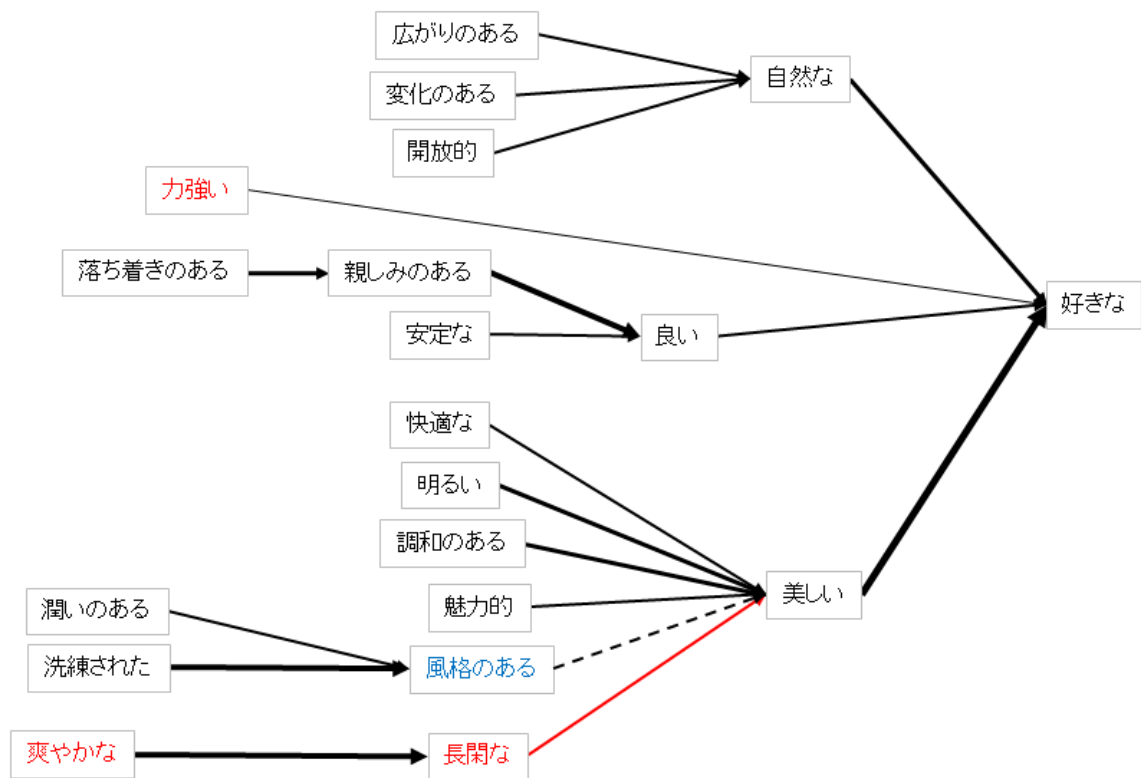 広がりのある
変化のある
開放的
自然な
力強い
落ち着きのある
親しみのある
安定な
良い
好きな
快適な
明るい
調和のある
魅力的
美しい
潤いのある
洗練された
風格のある
爽やかな
長閑な